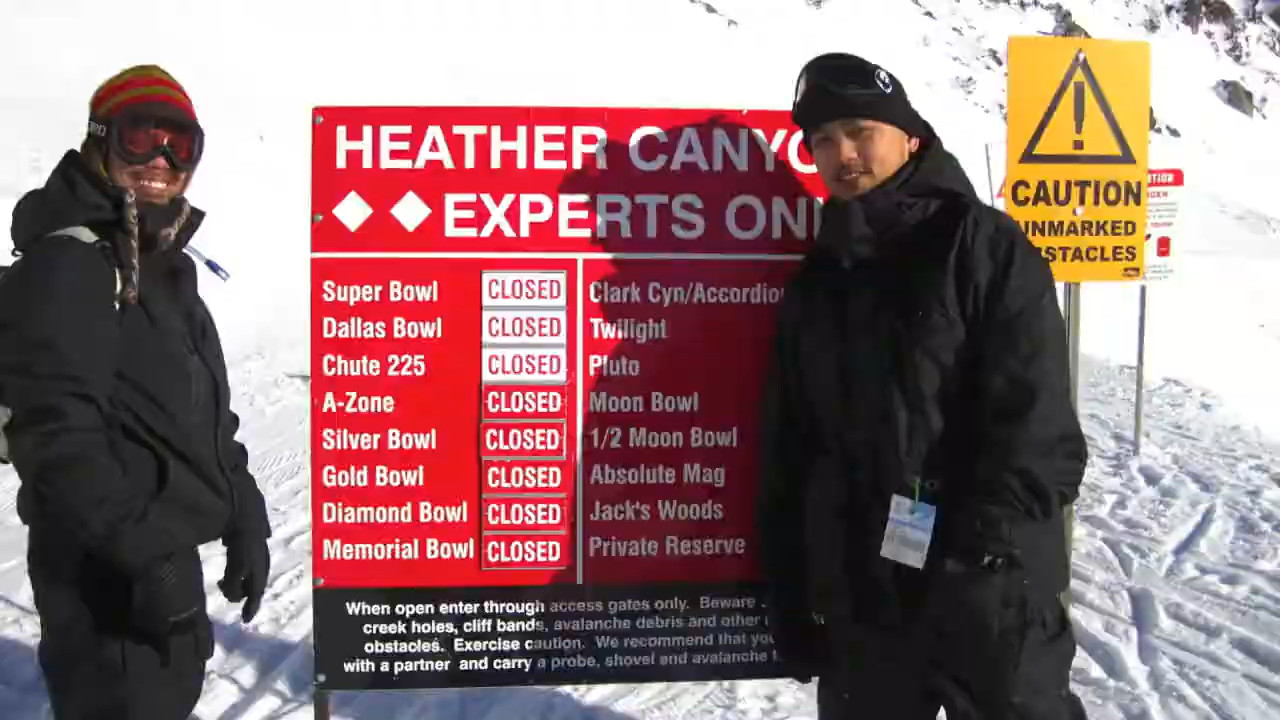 HEATHER CANYO
EXPERTS ONL
Super Bowl CLOSED Clark Cyn/Accordion
Dallas Bowl CLOSED Twilight
Chute 225 CLOSED Pluto
A-Zone CLOSED Moon Bowl
Silver Bowl CLOSED 1/2 Moon Bowl
Gold Bowl CLOSED Absolute Mag
Diamond Bowl CLOSED Jack's Woods
Memorial Bowl CLOSED Private Reserve
When open enter through access gates only. Beware
creek holes, cliff bands, avalanche debris and other
obstacles. Exercise caution. We recommend that you
with a partner and carry a probe, shovel and avalanche
!
CAUTION
UNMARKED
OBSTACLES